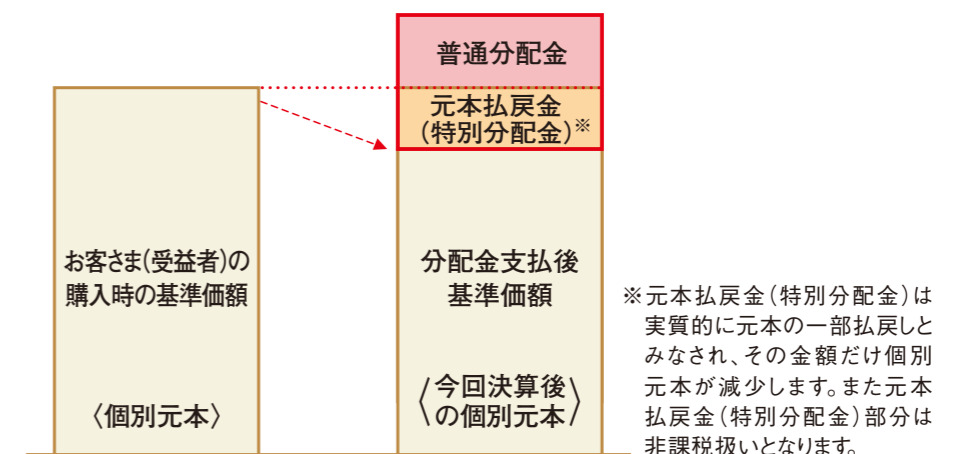 普通分配金
元本払戻金
(特別分配金)※
お客さま(受益者)の
購入時の基準価額
〈個別元本〉
分配金支払後
基準価額
〈今回決算後
の個別元本〉
※元本払戻金(特別分配金)は
実質的に元本の一部払戻しと
みなされ、その金額だけ個別
元本が減少します。また元本
払戻金(特別分配金)部分は
非課税扱いとなります。